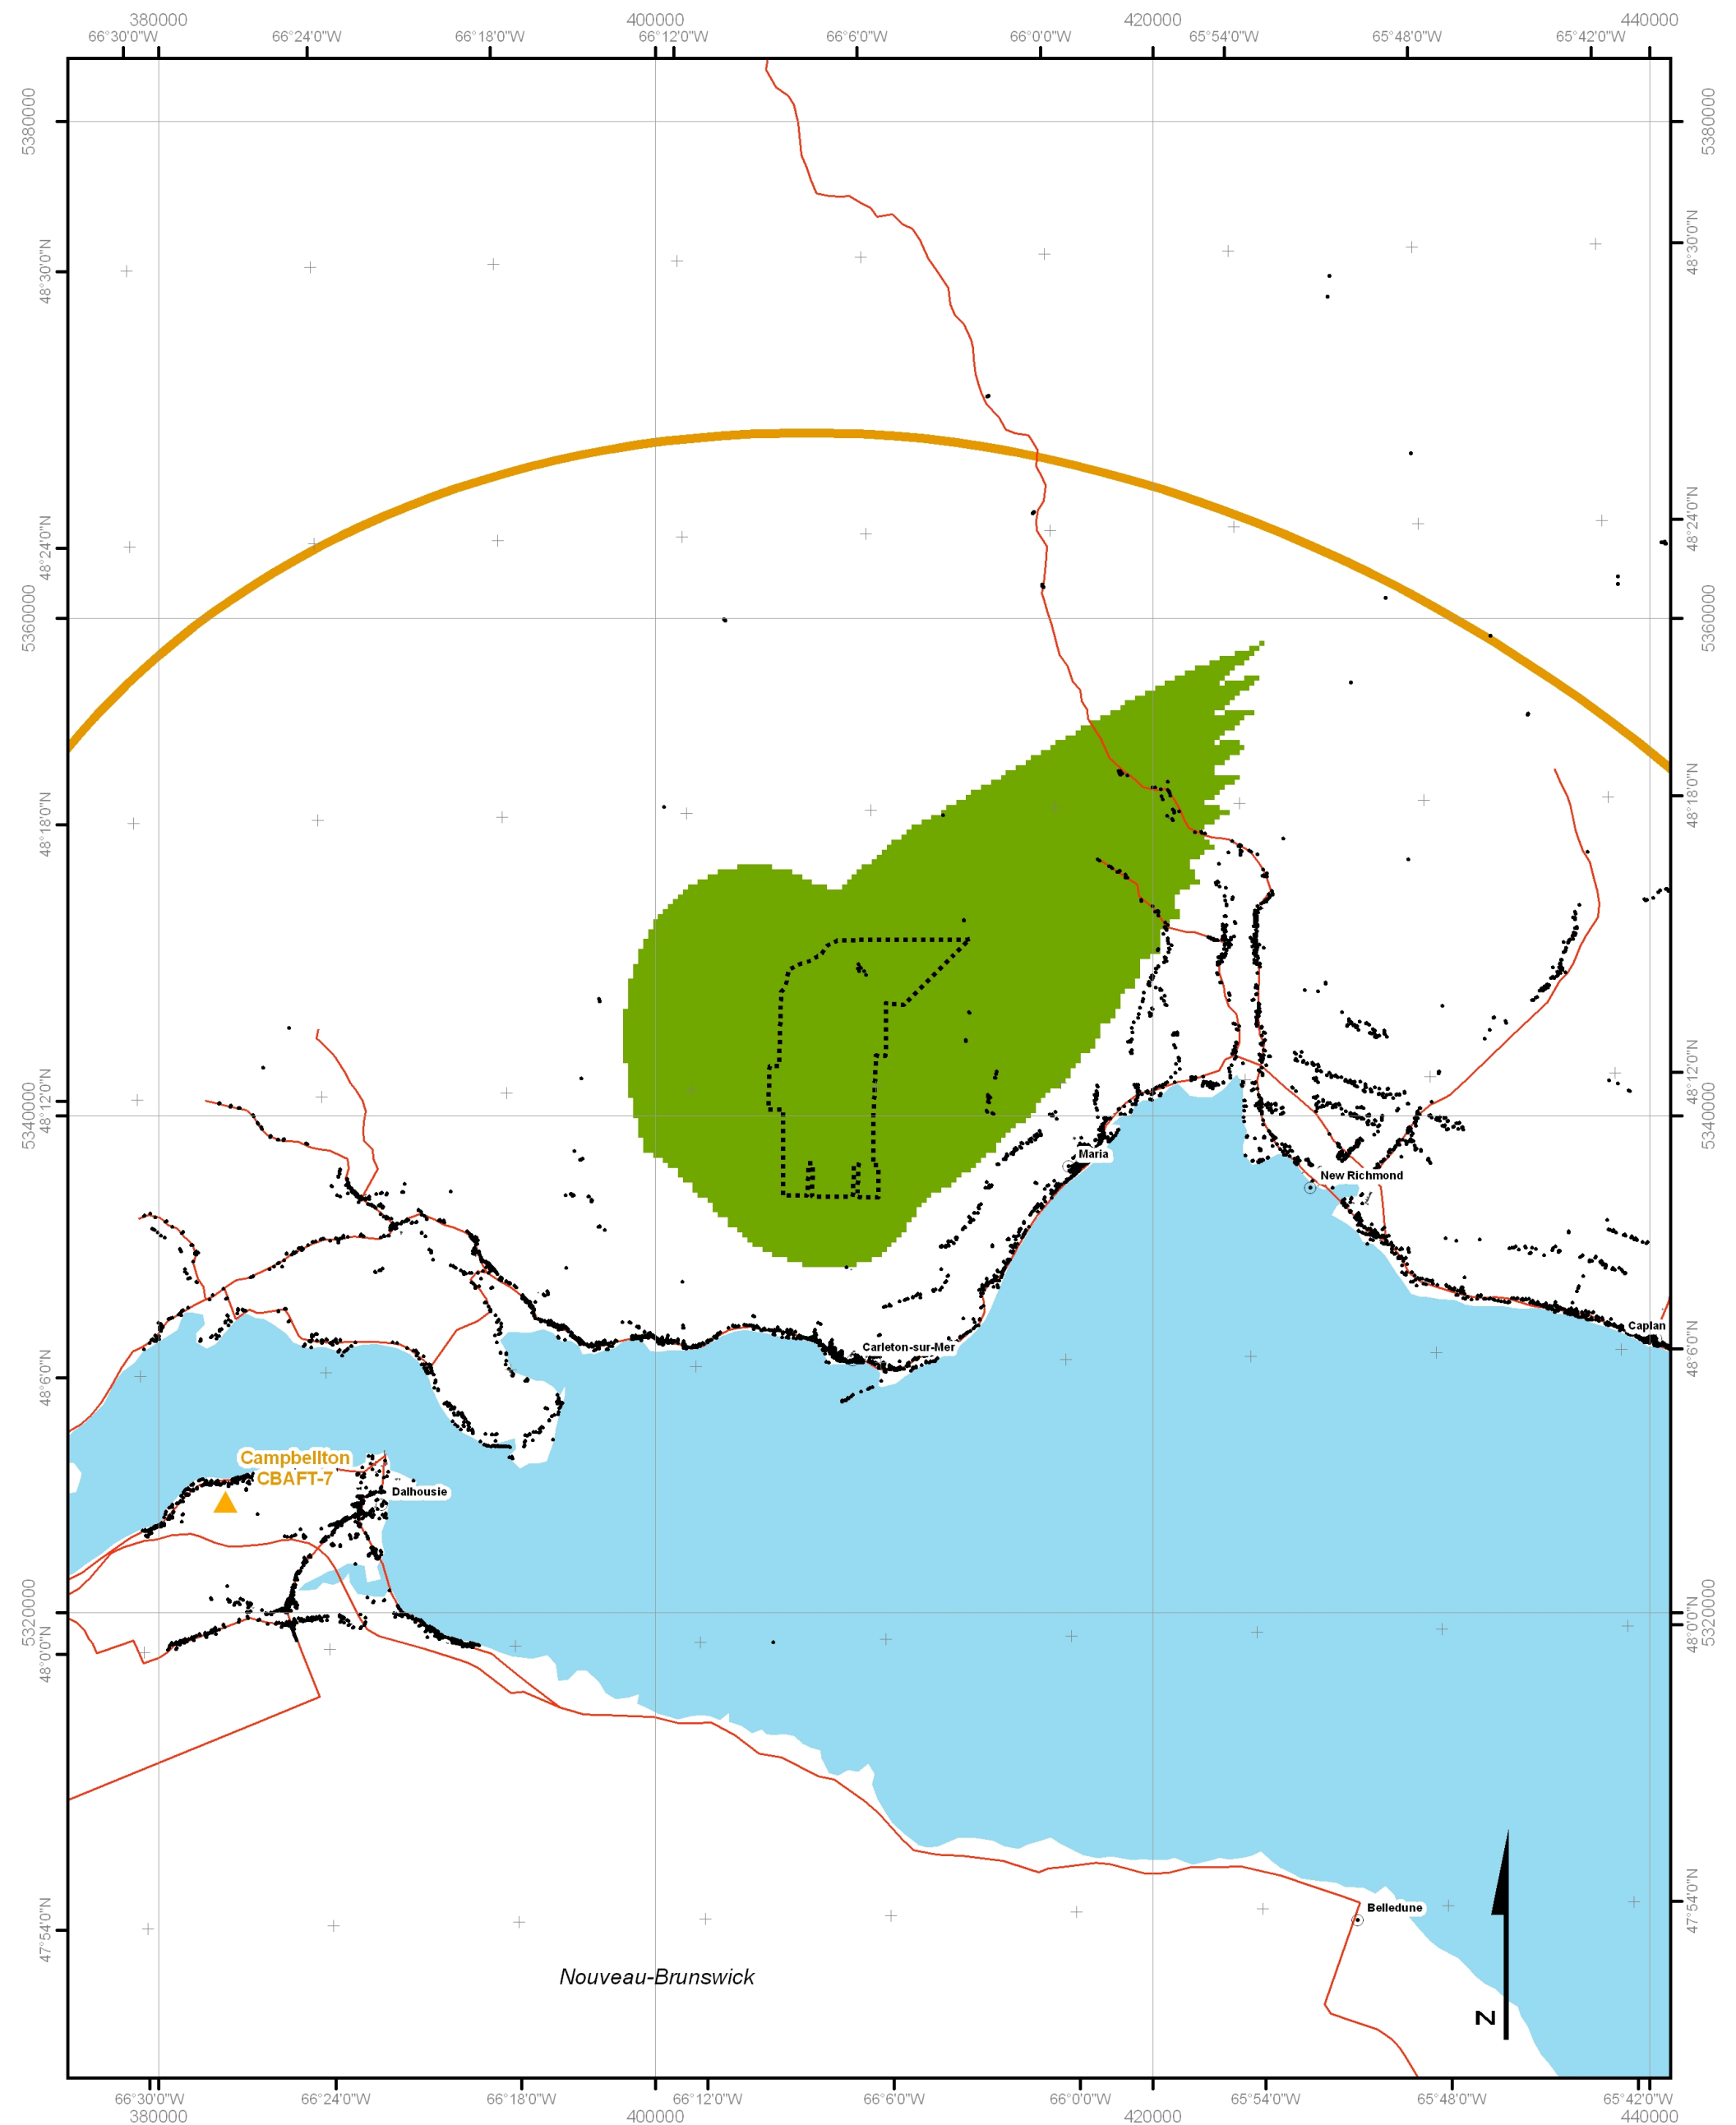 380000 400000 420000 440000
66°30'0"W 66°24'0"W 66°18'0"W 66°12'0"W 66°6'0"W 66°0'0"W 65°54'0"W 65°48'0"W 65°42'0"W
5380000 5380000
48°30'0"N 48°30'0"N
48°24'0"N 48°24'0"N
5360000 5360000
48°18'0"N 48°18'0"N
48°12'0"N 48°12'0"N
5340000 5340000
Maria
New Richmond
Caplan
Carleton-sur-Mer
48°6'0"N 48°6'0"N
Campbellton
CBAFT-7
Dalhousie
5320000 5320000
48°0'0"N 48°0'0"N
Belledune
47°54'0"N 47°54'0"N
Nouveau-Brunswick
N
66°30'0"W 66°24'0"W 66°18'0"W 66°12'0"W 66°6'0"W 66°0'0"W 65°54'0"W 65°48'0"W 65°42'0"W
380000 400000 420000 440000